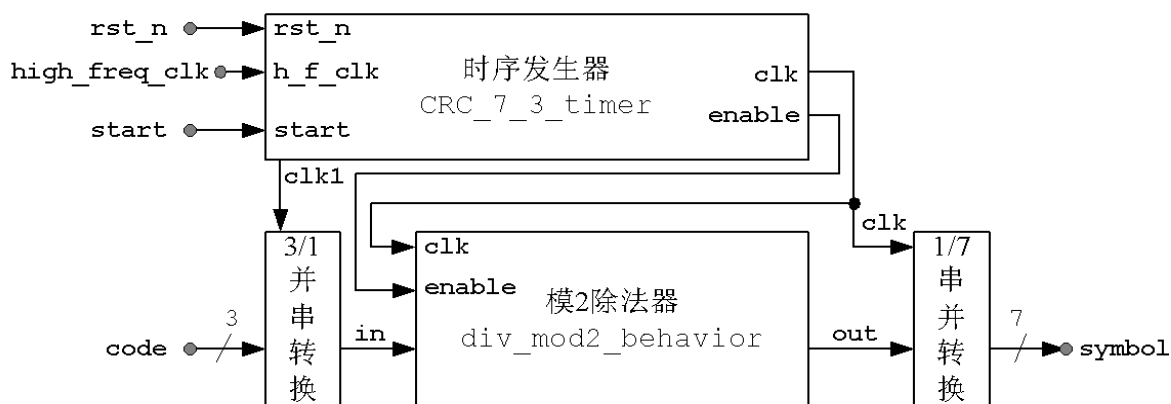 rst_n
rst_n
high_freq_clk
h_f_clk
时序发生器
clk
CRC_7_3_timer
enable
start
start
clk1
clk
3/1
并
串
转
换
clk
enable
模2除法器
div_mod2_behavior
1/7
串
并
转
换
code
3
in
out
7
symbol